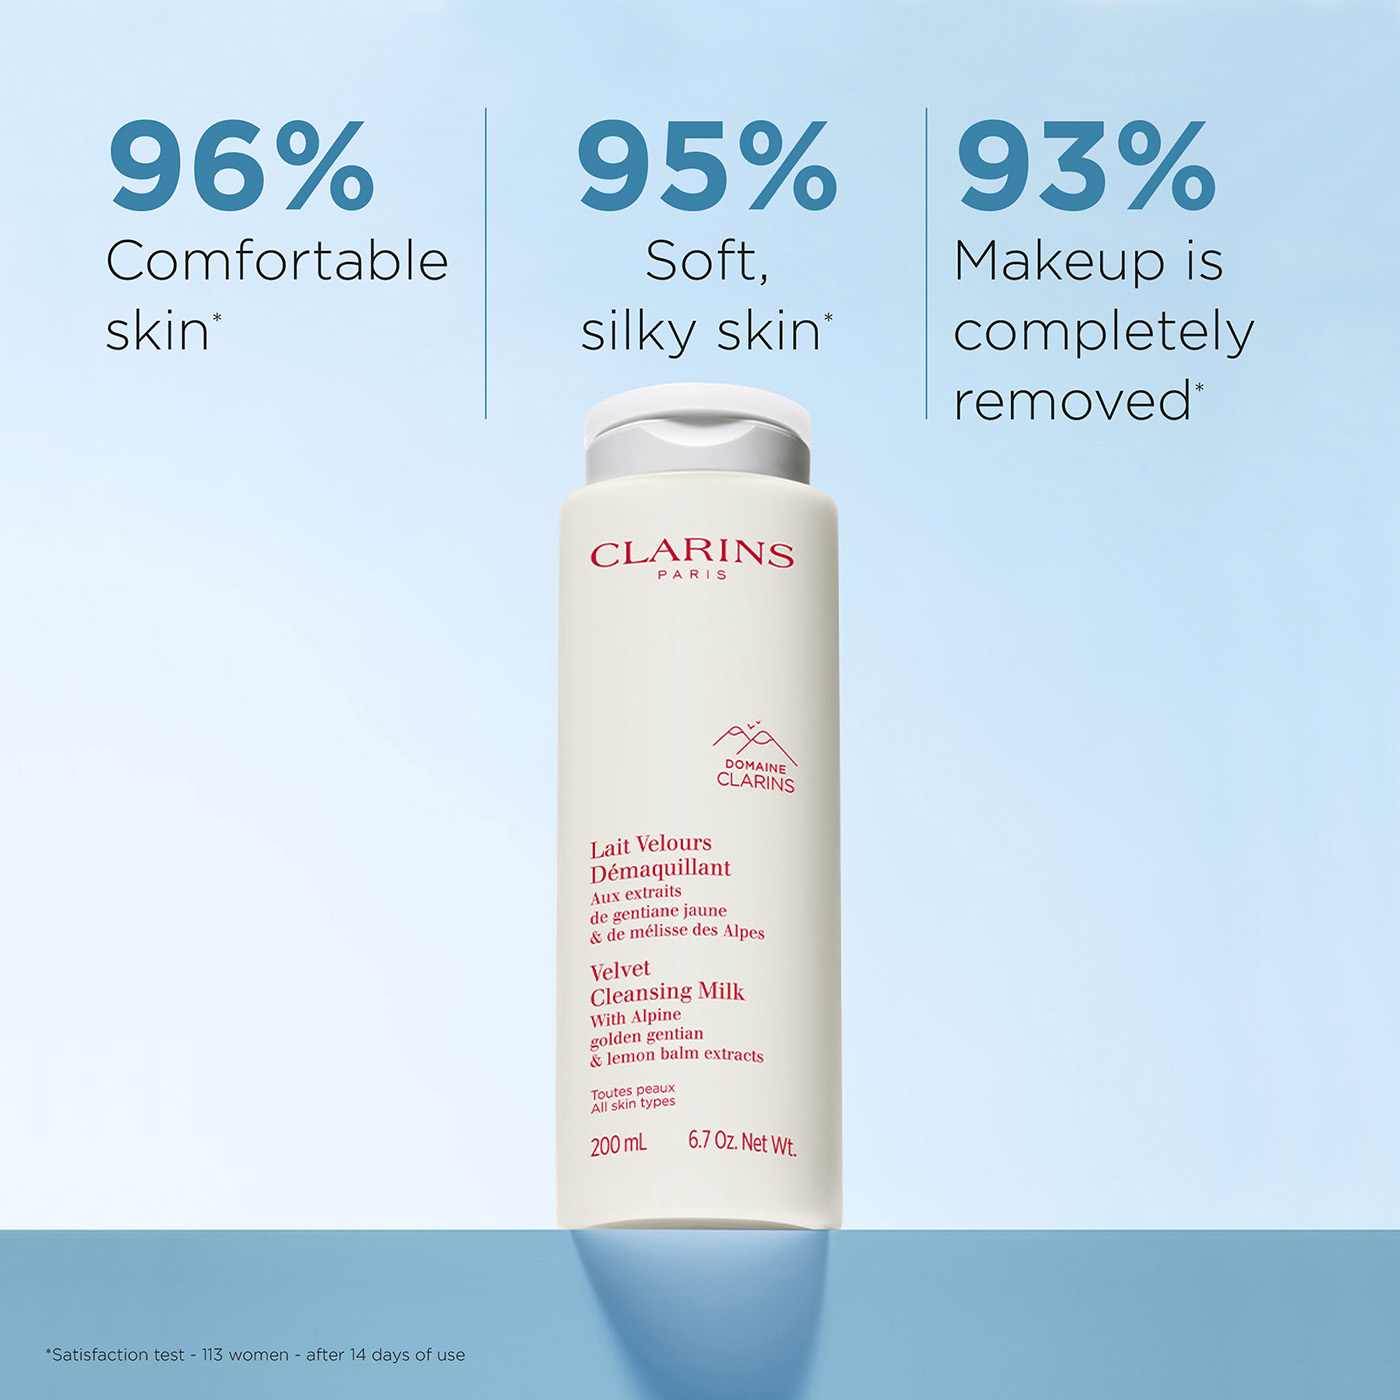 96%
Comfortable
skin*
95%
Soft,
silky skin*
93%
Makeup is
completely
removed*
CLARINS
PARIS
DOMAINE
CLARINS
Lait Velours
Démaquillant
Aux extraits
de gentiane jaune
& de mélisse des Alpes
Velvet
Cleansing Milk
With Alpine
golden gentian
& lemon balm extracts
Toutes peaux
All skin types
200 mL 6.7 Oz. Net Wt.
*Satisfaction test - 113 women - after 14 days of use